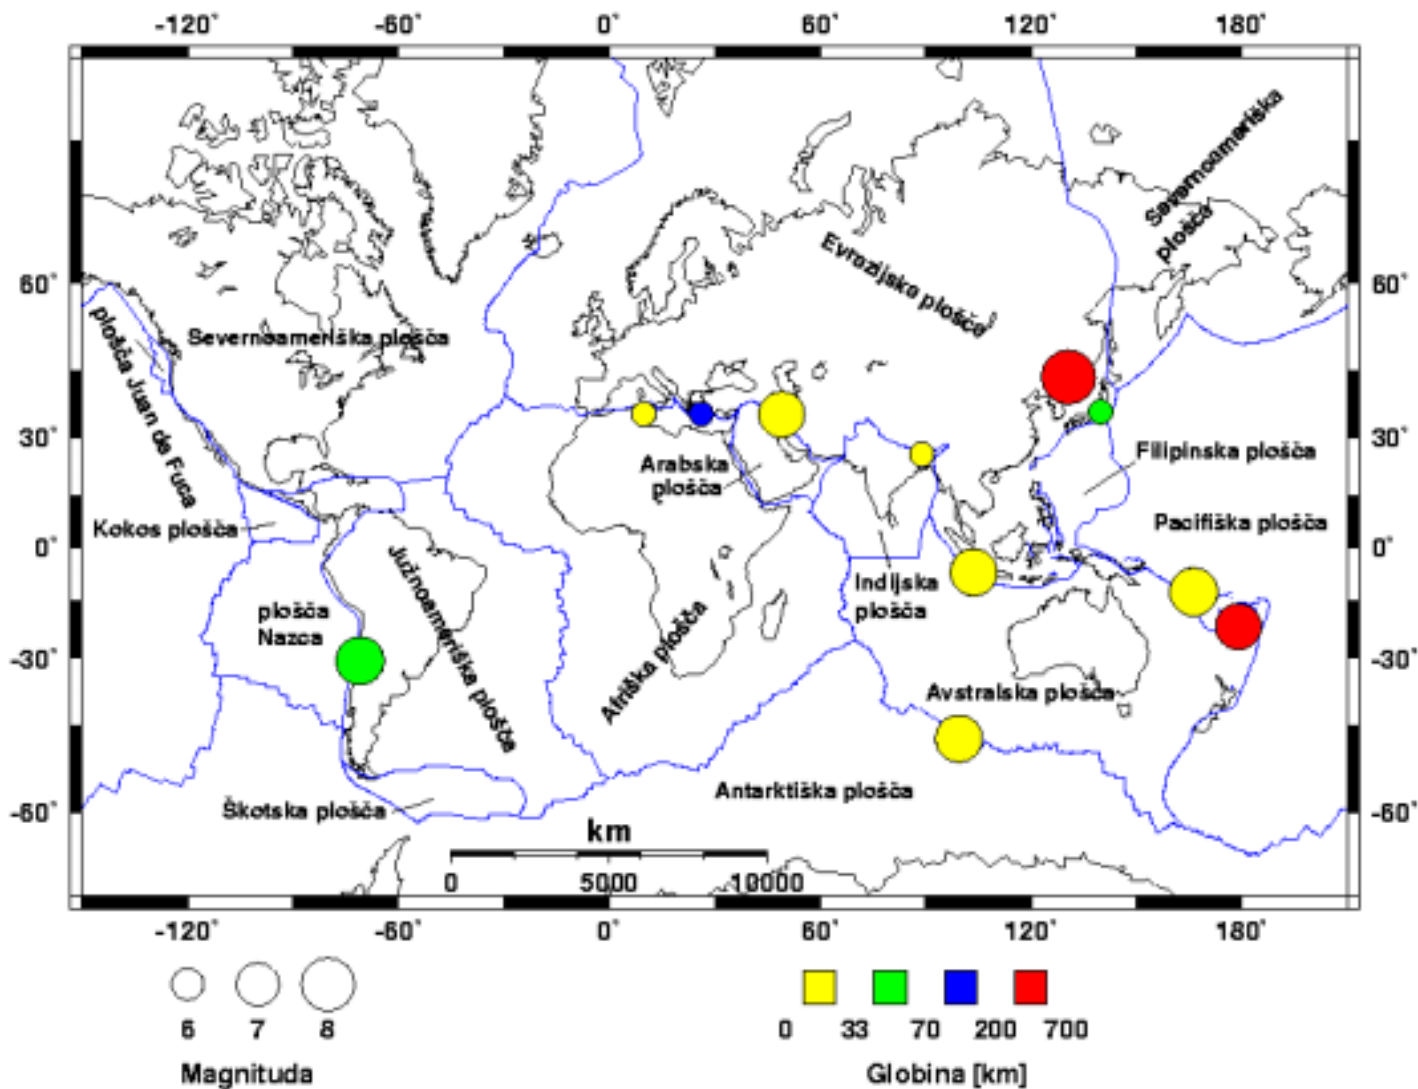 -120° -60° 0° 60° 120° 180°
Severnoameriška
plošča
Evrazijska plošča
60° 60°
plošča Juan de Fuca
Severnoameriška plošča
30° 30°
Arabska
plošča
Filipinska plošča
Kokos plošča
Pacifiška plošča
0° 0°
Južnoameriška plošča
Indijska
plošča
plošča
Nazca
Afriška plošča
-30° -30°
Avstralska plošča
Antarktiška plošča
Škotska plošča
-60° -60°
km
0 5000 10000
-120° -60° 0° 60° 120° 180°
6 7 8
0 33 70 200 700
Magnituda
Globina [km]